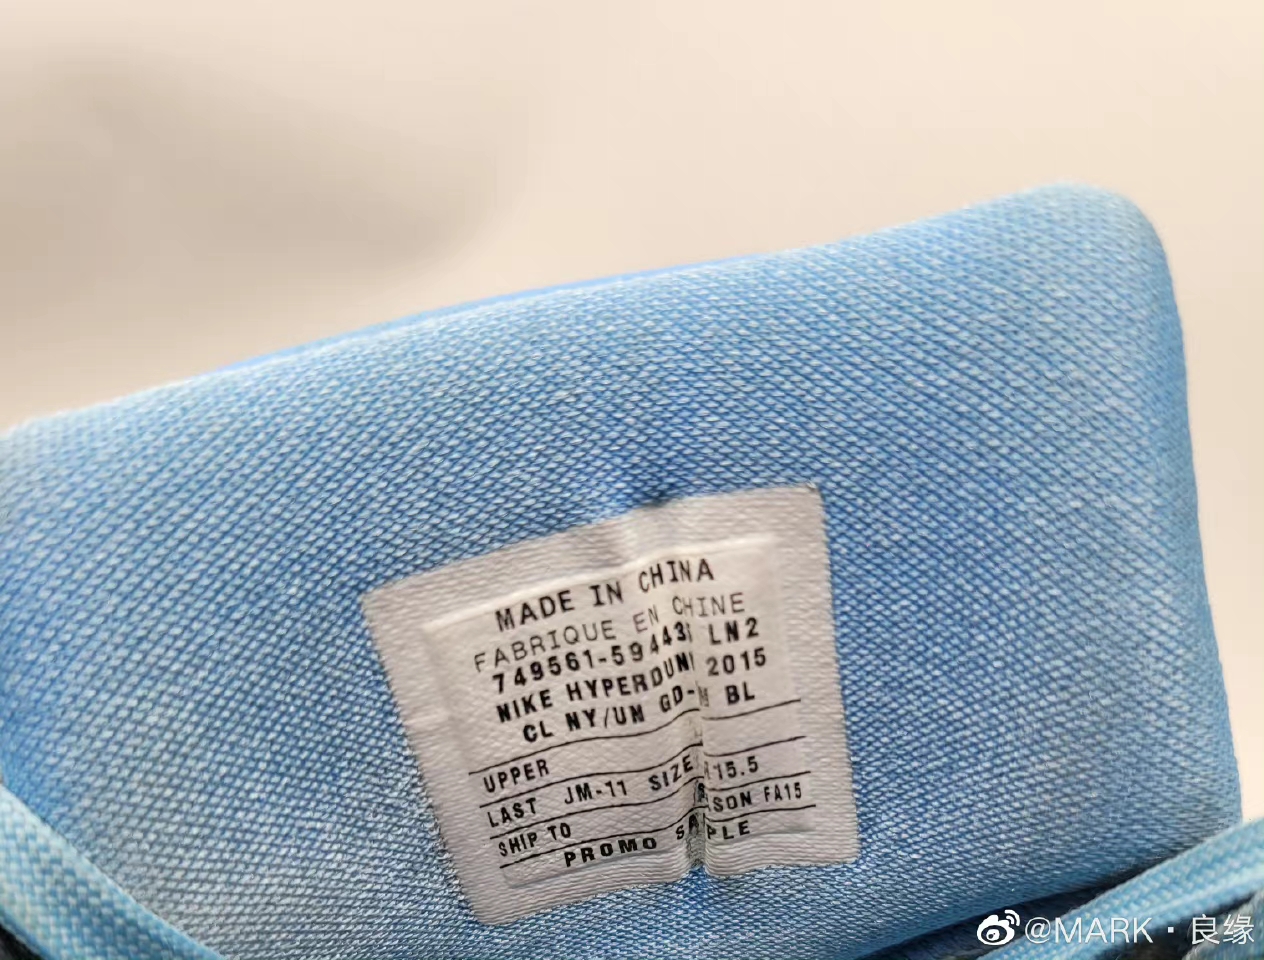 MADE IN CHINA
FABRIQUE EN CHINE
LN2
NIKE 2015
CL NY/UN BL
UPPER
LAST JM-11 SIZE 15.5
SHIP TO FA15
PROMO
@MARK·良缘